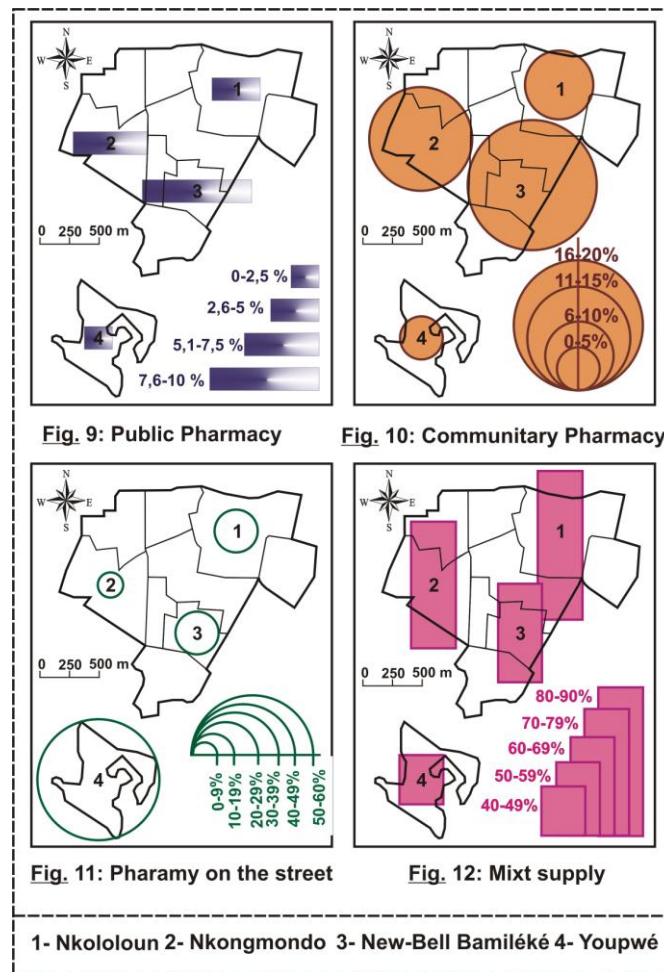 N
W E
S
1
2
3
0 250 500 m
4
0-2,5 %
2,6-5 %
5,1-7,5 %
7,6-10 %
Fig. 9: Public Pharmacy
N
W E
S
1
2
3
0 250 500 m
4
16-20%
11-15%
6-10%
0-5%
Fig. 10: Communitary Pharmacy
N
W E
S
1
2
3
0 250 500 m
4
0-9%
10-19%
20-29%
30-39%
40-49%
50-60%
Fig. 11: Pharamy on the street
N
W E
S
1
2
3
0 250 500 m
4
80-90%
70-79%
60-69%
50-59%
40-49%
Fig. 12: Mixt supply
1- Nkololoun 2- Nkongmondo 3- New-Bell Bamiléké 4- Youpwé